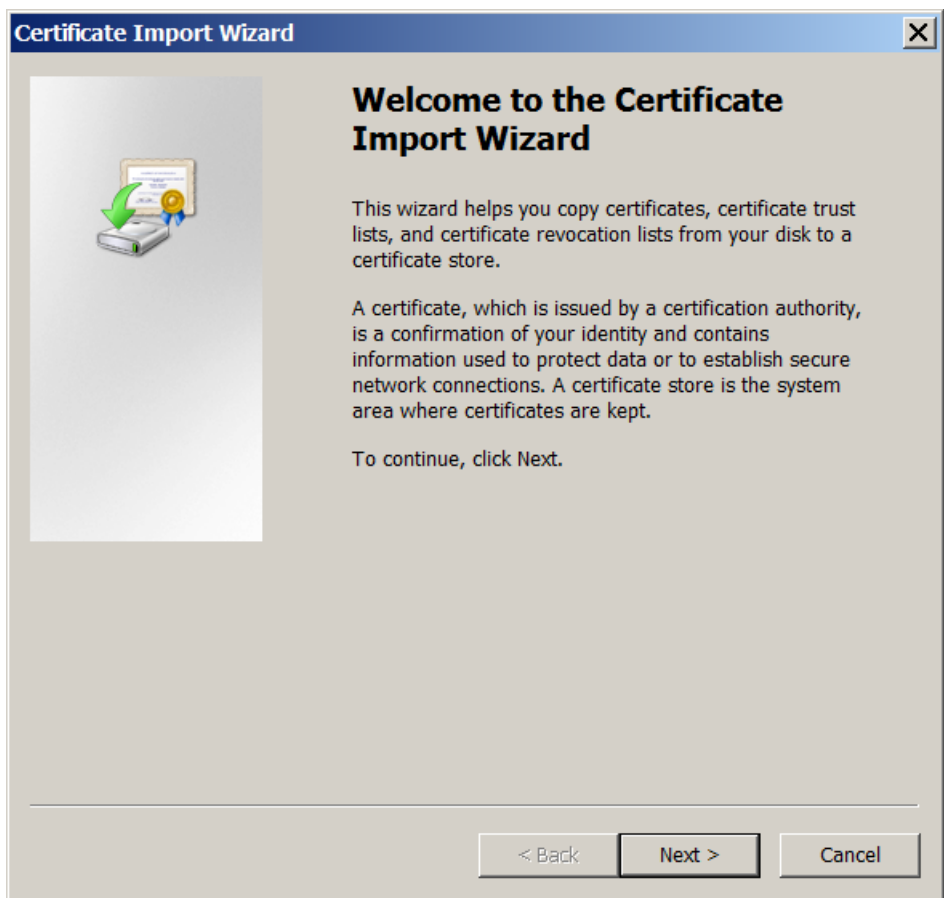 Certificate Import Wizard
Welcome to the Certificate
Import Wizard
This wizard helps you copy certificates, certificate trust
lists, and certificate revocation lists from your disk to a
certificate store.
A certificate, which is issued by a certification authority,
is a confirmation of your identity and contains
information used to protect data or to establish secure
network connections. A certificate store is the system
area where certificates are kept.
To continue, click Next.
< Back
Next >
Cancel